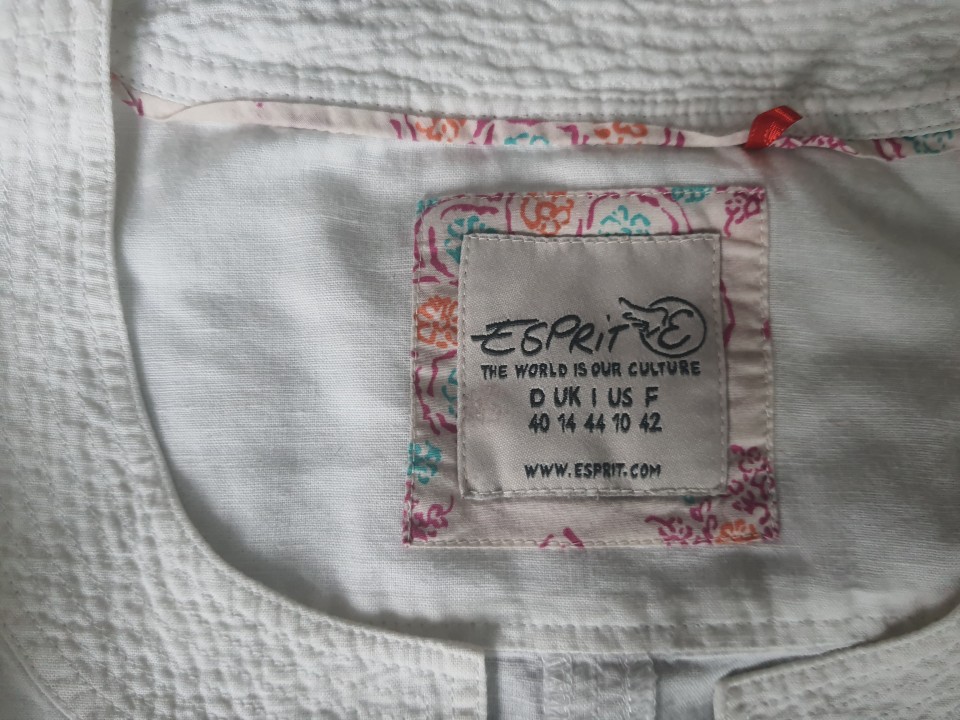 ESPRIT E
THE WORLD IS OUR CULTURE
D UK I US F
40 14 44 10 42
WWW.ESPRIT.COM